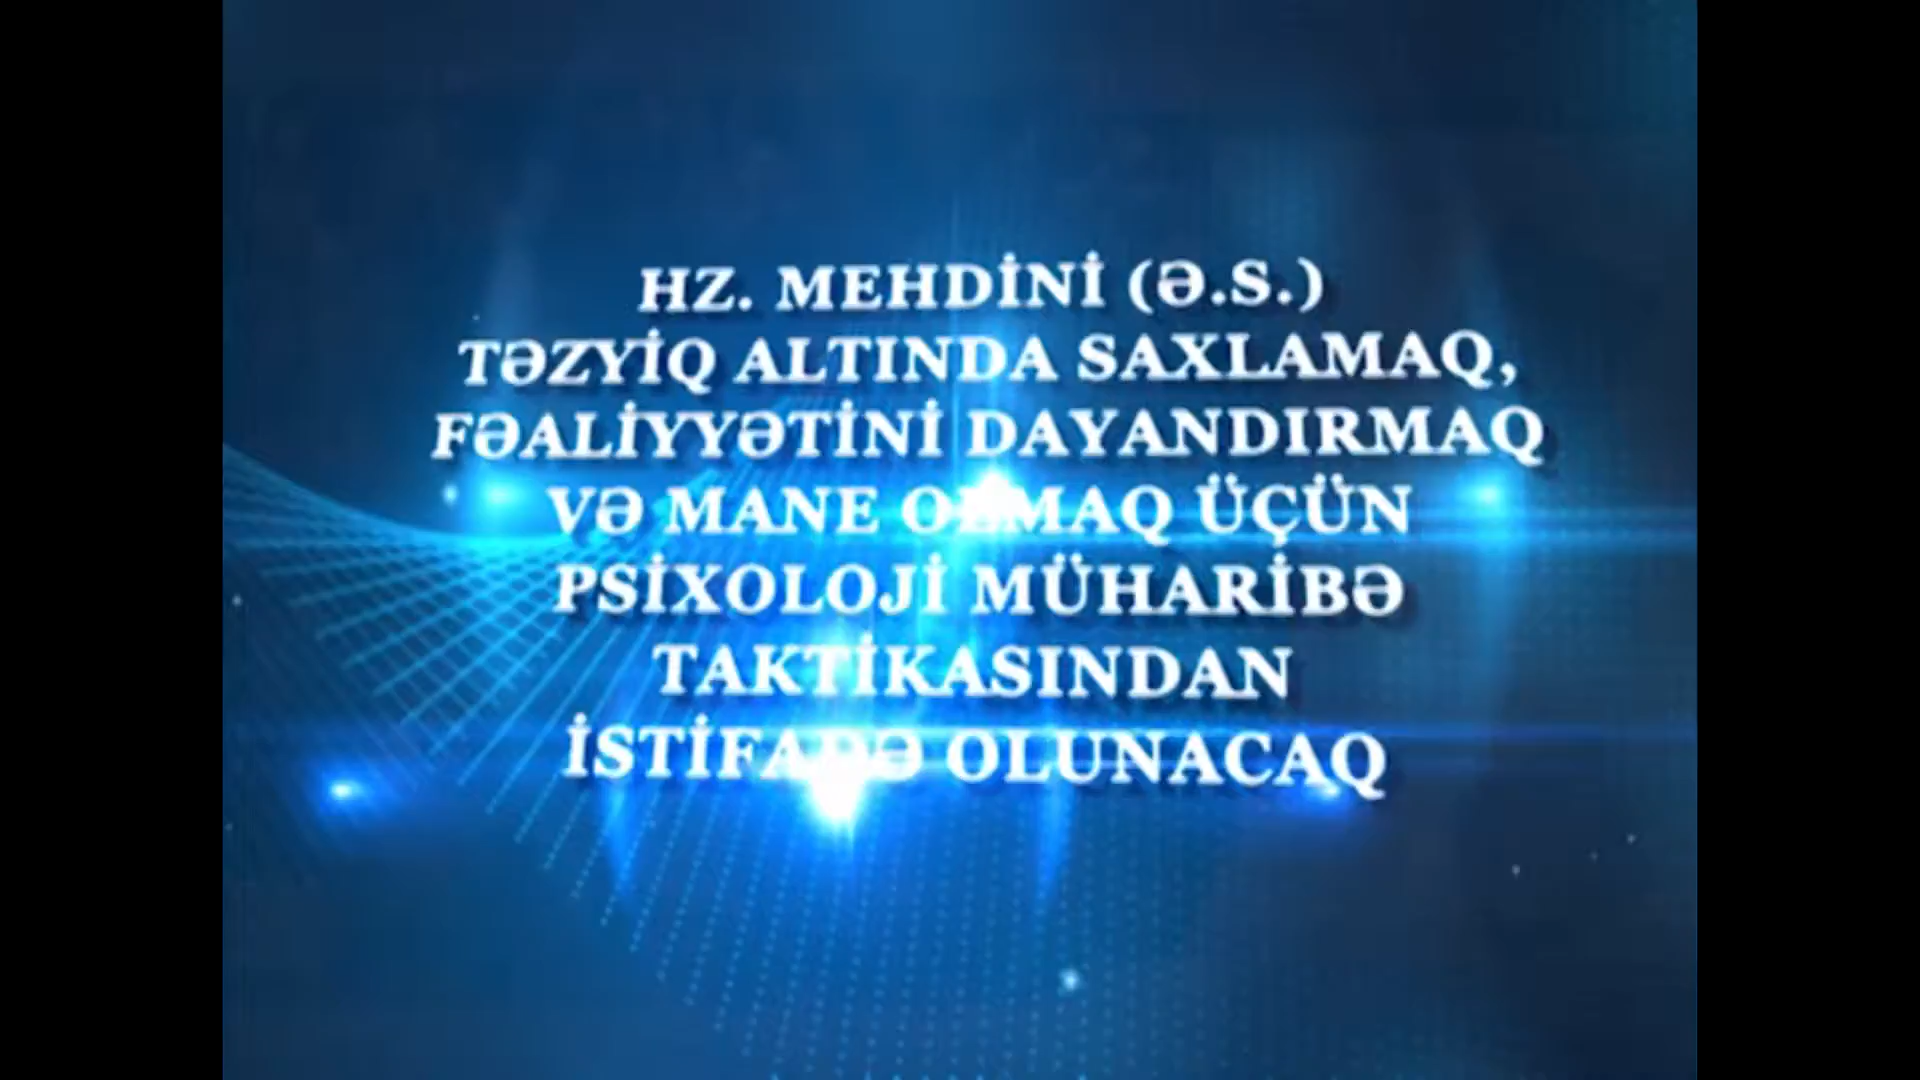 HZ. MEHDİNİ (Ə.S.)
TƏZYİQ ALTINDA SAXLAMAQ,
FƏALİYYƏTİNİ DAYANDIRMAQ
VƏ MANE OLMAQ ÜÇÜN
PSİXOLOJİ MÜHARİBƏ
TAKTİKASINDAN
İSTİFADƏ OLUNACAQ